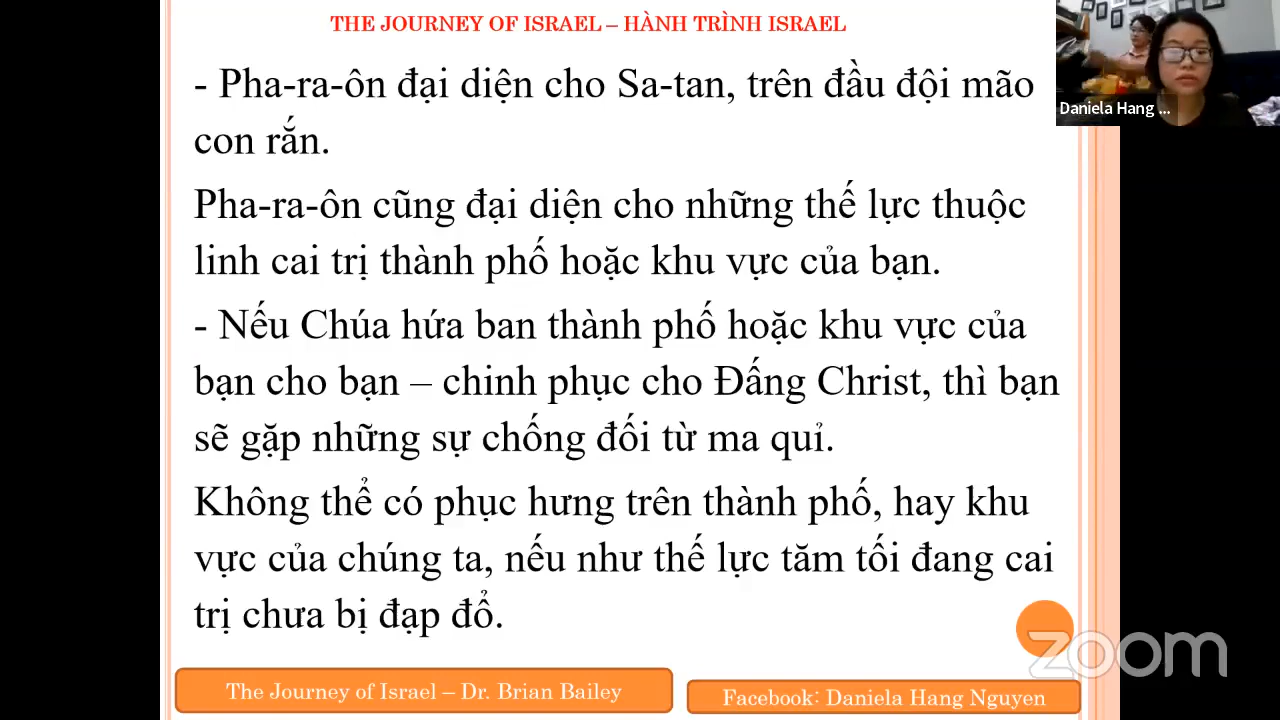 THE JOURNEY OF ISRAEL – HÀNH TRÌNH ISRAEL
- Pha-ra-ôn đại diện cho Sa-tan, trên đầu đội mão
con rắn.
Pha-ra-ôn cũng đại diện cho những thế lực thuộc
linh cai trị thành phố hoặc khu vực của bạn.
- Nếu Chúa hứa ban thành phố hoặc khu vực của
bạn cho bạn – chinh phục cho Đấng Christ, thì bạn
sẽ gặp những sự chống đối từ ma quỉ.
Không thể có phục hưng trên thành phố, hay khu
vực của chúng ta, nếu như thế lực tăm tối đang cai
trị chưa bị đạp đổ.
The Journey of Israel – Dr. Brian Bailey
Facebook: Daniela Hang Nguyen
Daniela Hang ...
zoom